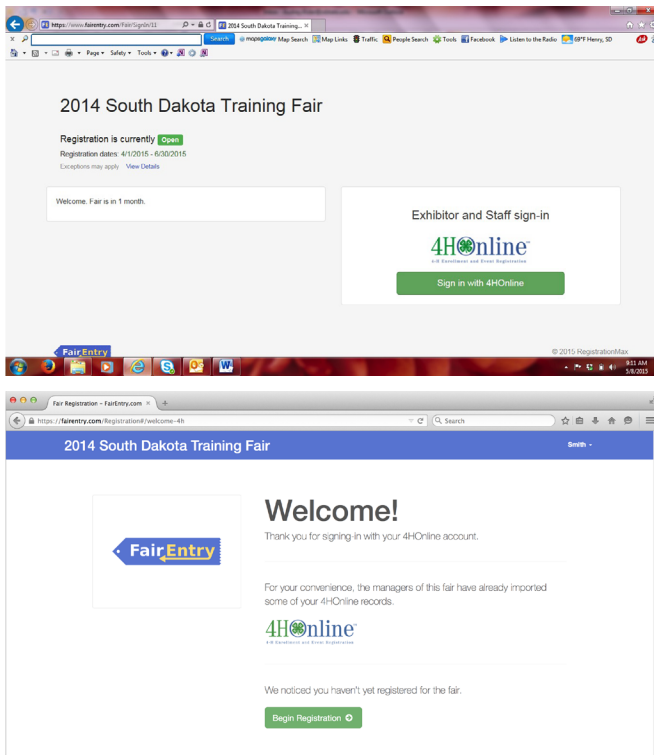 https://www.fairentry.com/Fair/SignIn/11
2014 South Dakota Training...
Search mapsgalaxy Map Search Map Links Traffic People Search Tools Facebook Listen to the Radio 69°F Henry, SD
Page Safety Tools
2014 South Dakota Training Fair
Registration is currently Open
Registration dates: 4/1/2015 - 6/30/2015
Exceptions may apply View Details
Welcome. Fair is in 1 month.
Exhibitor and Staff sign-in
4HOnline
4-H Enrollment and Event Registration
Sign in with 4HOnline
FairEntry
© 2015 RegistrationMax
9:11 AM
5/8/2015
Fair Registration - FairEntry.com
https://fairentry.com/Registration#/welcome-4h
Search
2014 South Dakota Training Fair
Smith
FairEntry
Welcome!
Thank you for signing-in with your 4HOnline account.
For your convenience, the managers of this fair have already imported
some of your 4HOnline records.
4HOnline
4-H Enrollment and Event Registration
We noticed you haven't yet registered for the fair.
Begin Registration